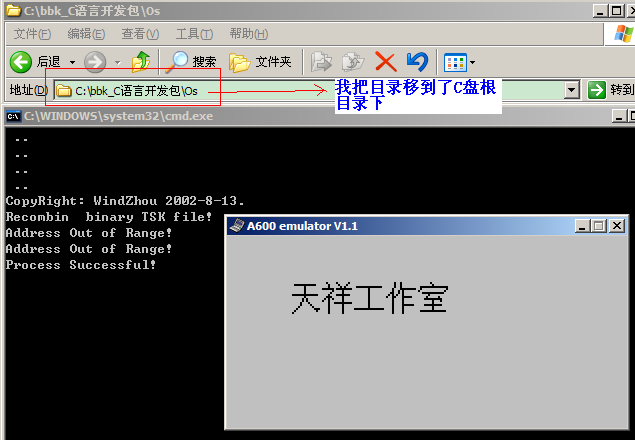 C:\bbk_C语言开发包\Os
文件(F) 编辑(E) 查看(V) 工具(T) 帮助(H)
后退 搜索 文件夹
地址(D) C:\bbk_C语言开发包\Os 转到
我把目录移到了C盘根
目录下
C:\WINDOWS\system32\cmd.exe
--
--
--
--
CopyRight: WindZhou 2002-8-13.
Recombin  binary TSK file!
Address Out of Range!
Address Out of Range!
Process Successful!
A600 emulator V1.1
天祥工作室